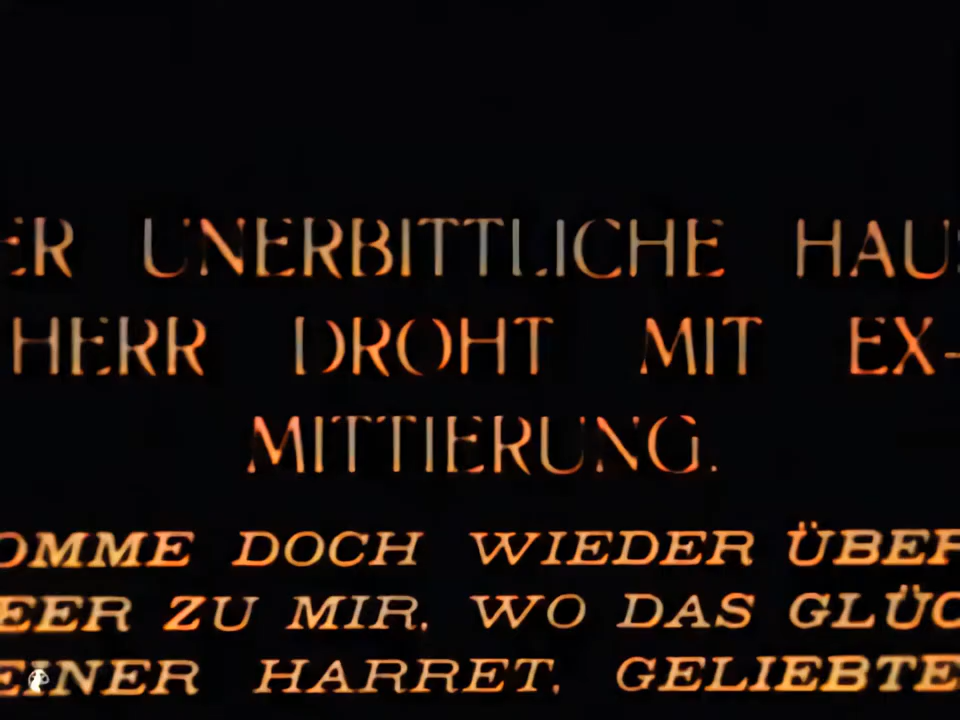 ER UNERBITTLICHE HAUS
HERR DROHT MIT EX-
MITTIERUNG.
OMME DOCH WIEDER ÜBER
EER ZU MIR, WO DAS GLÜC
EINER HARRET, GELIEBTE